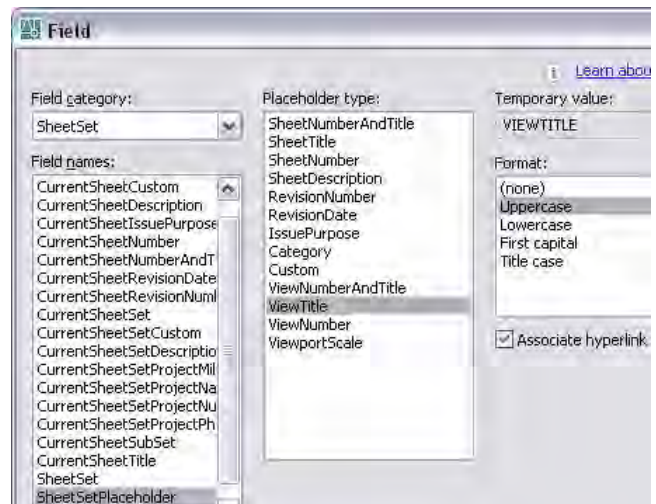 Field
Learn abou
Field category:
SheetSet
Field names:
CurrentSheetCustom
CurrentSheetDescription
CurrentSheetIssuePurpose
CurrentSheetNumber
CurrentSheetNumberAndT
CurrentSheetRevisionDate
CurrentSheetRevisionNuml
CurrentSheetSet
CurrentSheetSetCustom
CurrentSheetSetDescriptio
CurrentSheetSetProjectMil
CurrentSheetSetProjectNa
CurrentSheetSetProjectNu
CurrentSheetSetProjectPh
CurrentSheetSubSet
CurrentSheetTitle
SheetSet
SheetSetPlaceholder
Placeholder type:
SheetNumberAndTitle
SheetTitle
SheetNumber
SheetDescription
RevisionNumber
RevisionDate
IssuePurpose
Category
Custom
ViewNumberAndTitle
ViewTitle
ViewNumber
ViewportScale
Temporary value:
VIEWTITLE
Format:
(none)
Uppercase
Lowercase
First capital
Title case
Associate hyperlink